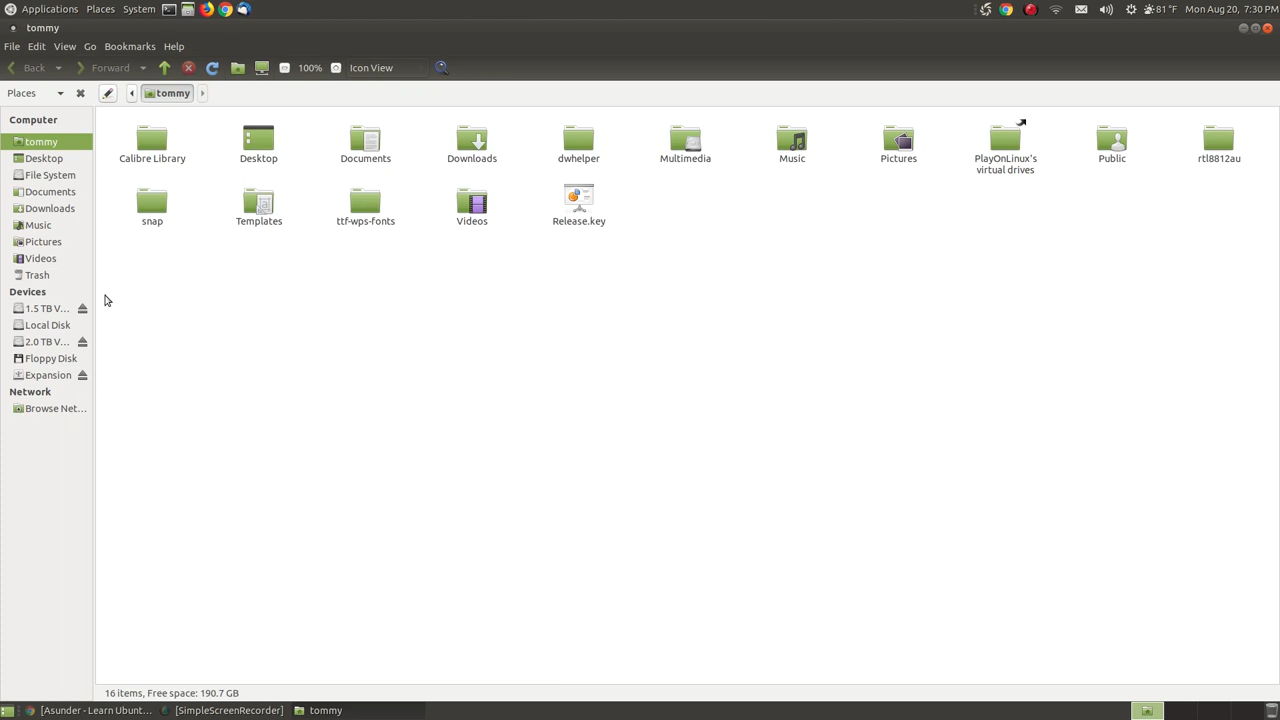 Applications Places System 81 °F Mon Aug 20, 7:30 PM
tommy
File Edit View Go Bookmarks Help
Back Forward 100% Icon View
Places tommy
Computer
tommy
Desktop
File System
Documents
Downloads
Music
Pictures
Videos
Trash
Devices
1.5 TB V...
Local Disk
2.0 TB V...
Floppy Disk
Expansion
Network
Browse Net...
Calibre Library Desktop Documents Downloads dwhelper Multimedia Music Pictures PlayOnLinux's Public rtl8812au
virtual drives
snap Templates ttf-wps-fonts Videos Release.key
16 items, Free space: 190.7 GB
[Asunder - Learn Ubunt... [SimpleScreenRecorder] tommy